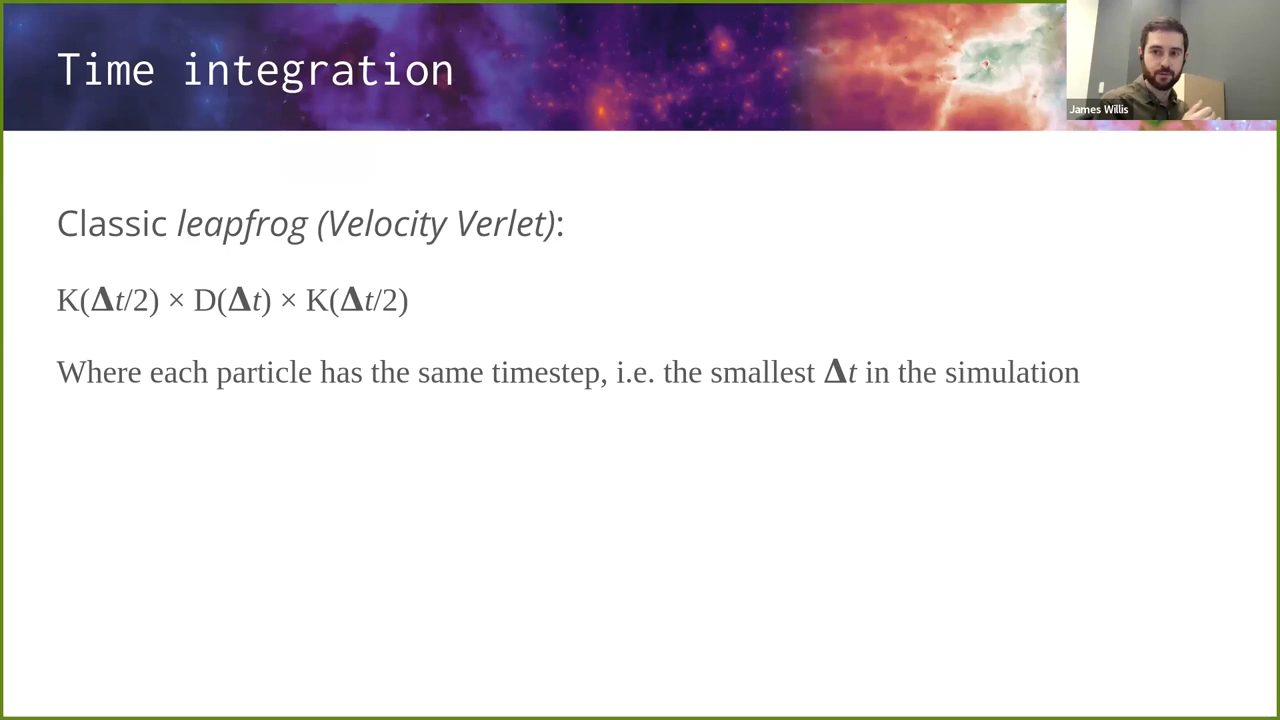 Time integration
James Willis
Classic leapfrog (Velocity Verlet):
K(Δt/2) × D(Δt) × K(Δt/2)
Where each particle has the same timestep, i.e. the smallest Δt in the simulation